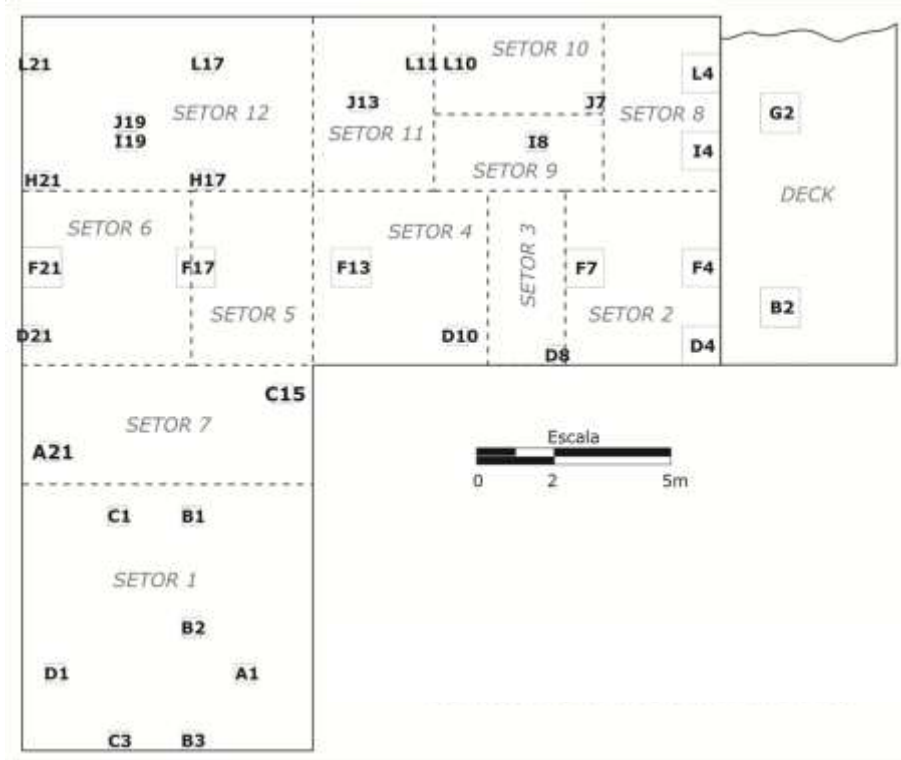 SETOR 10
L21 L17 L11 L10 L4
J13 J7
G2
J19 SETOR 12 SETOR 8
SETOR 11
I19 I8 I4
SETOR 9
H21 H17
DECK
SETOR 6 SETOR 4
SETOR 3
F21 F17 F13 F7 F4
B2
SETOR 5 SETOR 2
D21 D10 D4
D8
C15
SETOR 7
Escala
A21
0 2 5m
C1 B1
SETOR 1
B2
D1 A1
C3 B3